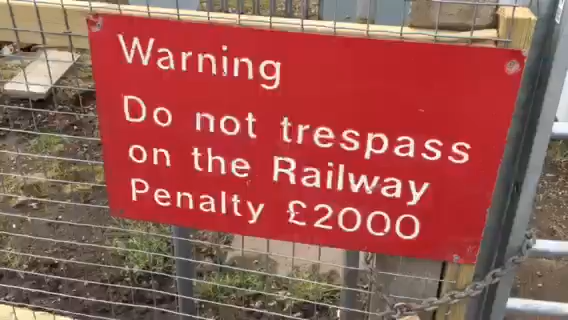 Warning
Do not trespass
on the Railway
Penalty £2000